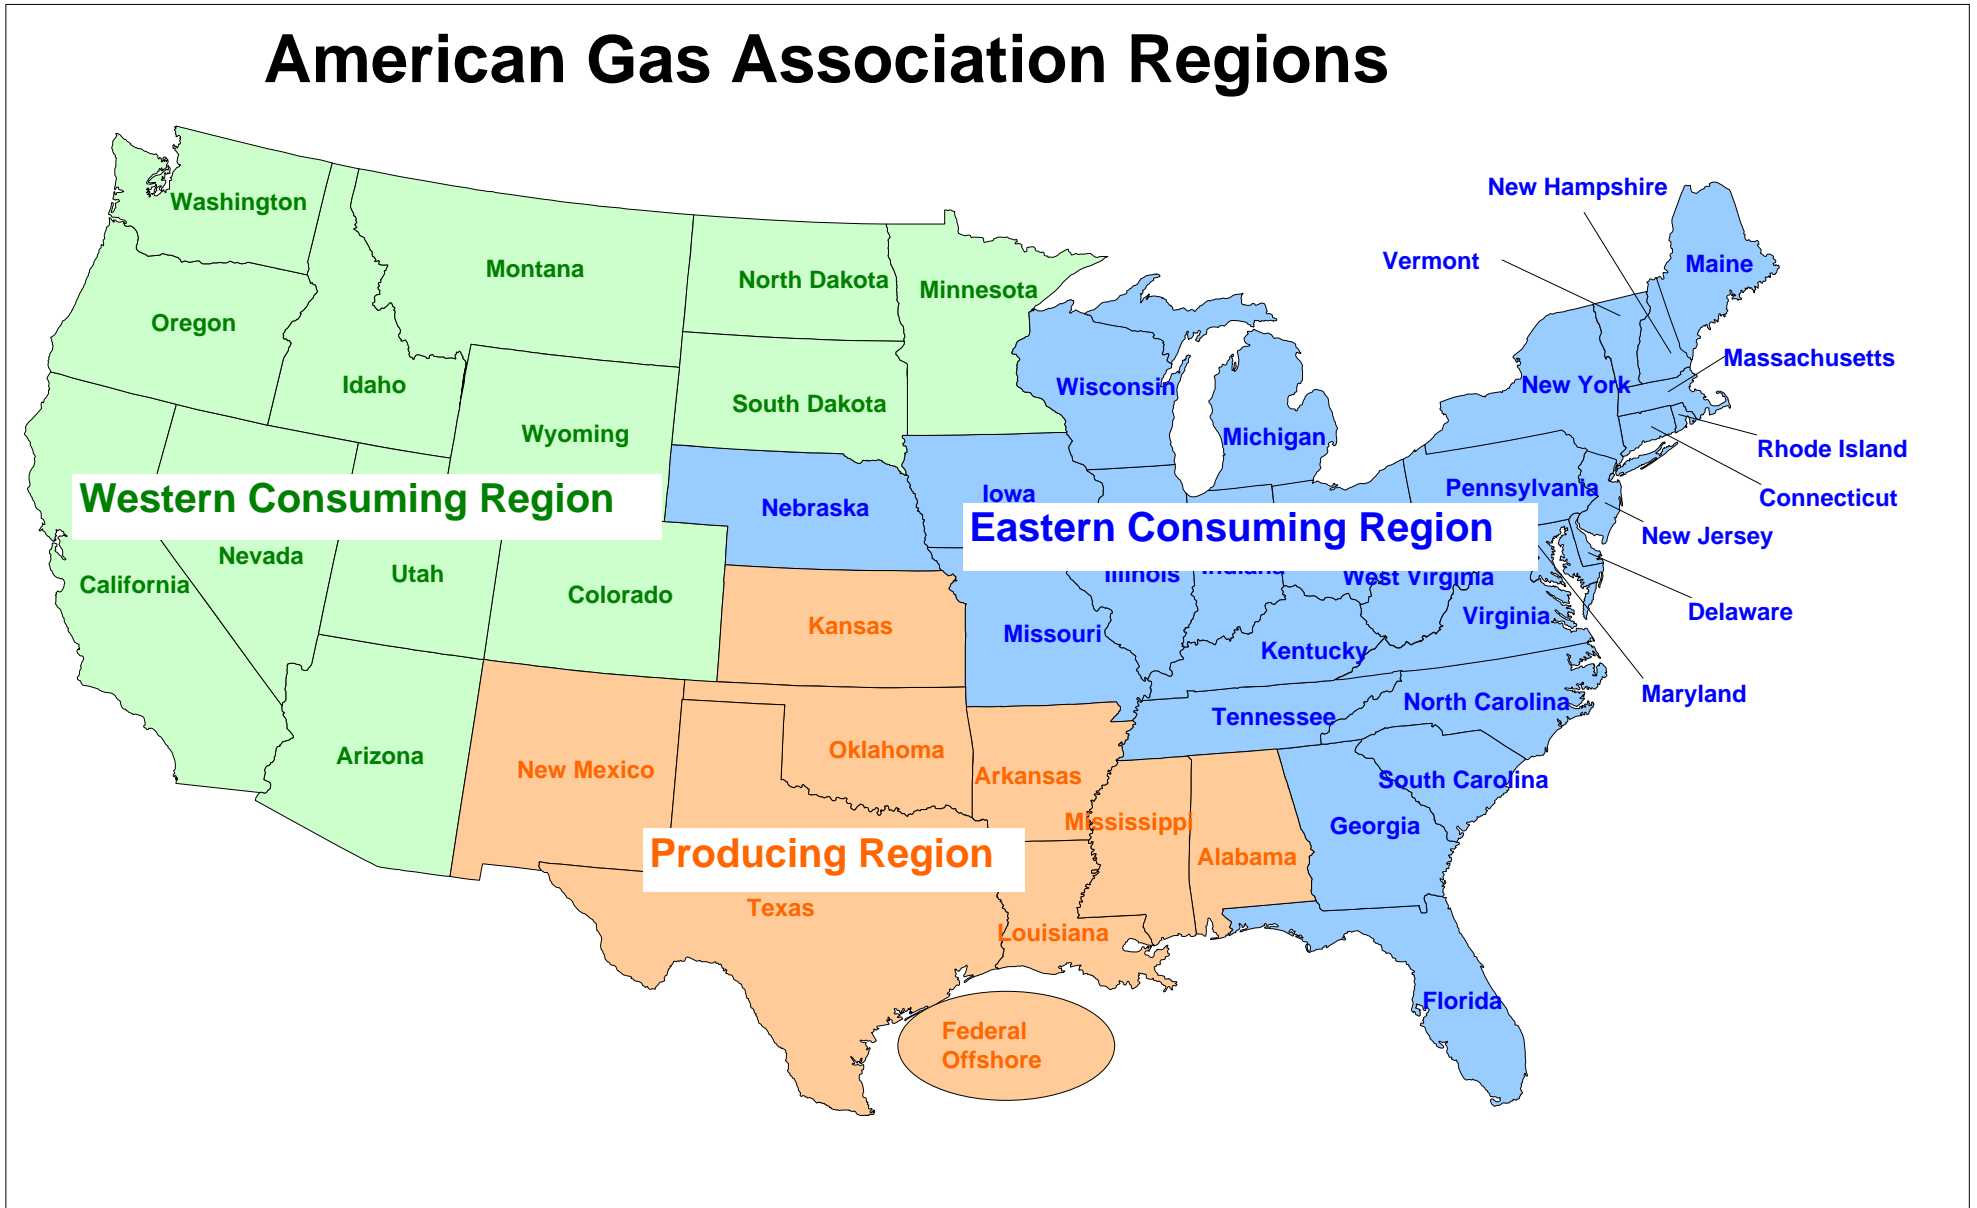 American Gas Association Regions
New Hampshire
Washington
Vermont
Maine
Montana
North Dakota
Minnesota
Oregon
Massachusetts
Idaho
Wisconsin
New York
South Dakota
Wyoming
Michigan
Rhode Island
Western Consuming Region
Nebraska
Iowa
Pennsylvania
Connecticut
Eastern Consuming Region
New Jersey
Nevada
Utah
California
Colorado
Illinois
Indiana
West Virginia
Kansas
Missouri
Virginia
Delaware
Kentucky
Maryland
North Carolina
Tennessee
Arizona
New Mexico
Oklahoma
Arkansas
South Carolina
Mississippi
Georgia
Producing Region
Alabama
Texas
Louisiana
Florida
Federal
Offshore